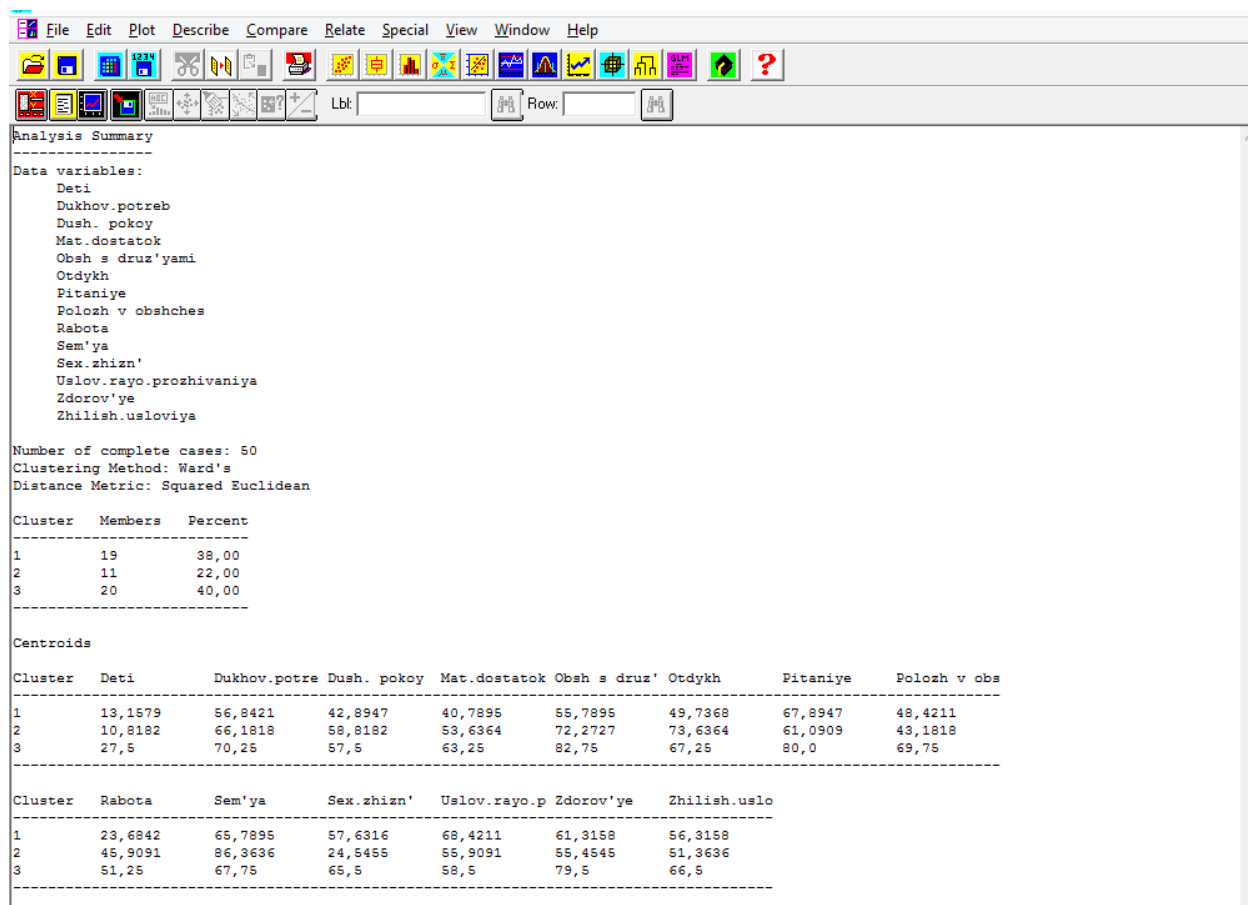 File Edit Plot Describe Compare Relate Special View Window Help
1234
GLM
?
ABC
Lbl: Row:
Analysis Summary
----------------
Data variables:
Deti
Dukhov.potreb
Dush. pokoy
Mat.dostatok
Obsh s druz'yami
Otdykh
Pitaniye
Polozh v obshches
Rabota
Sem'ya
Sex.zhizn'
Uslov.rayo.prozhivaniya
Zdorov'ye
Zhilish.usloviya
Number of complete cases: 50
Clustering Method: Ward's
Distance Metric: Squared Euclidean
Cluster Members Percent
1 19 38,00
2 11 22,00
3 20 40,00
Centroids
Cluster Deti Dukhov.potre Dush. pokoy Mat.dostatok Obsh s druz' Otdykh Pitaniye Polozh v obs
1 13,1579 56,8421 42,8947 40,7895 55,7895 49,7368 67,8947 48,4211
2 10,8182 66,1818 58,8182 53,6364 72,2727 73,6364 61,0909 43,1818
3 27,5 70,25 57,5 63,25 82,75 67,25 80,0 69,75
Cluster Rabota Sem'ya Sex.zhizn' Uslov.rayo.p Zdorov'ye Zhilish.uslo
1 23,6842 65,7895 57,6316 68,4211 61,3158 56,3158
2 45,9091 86,3636 24,5455 55,9091 55,4545 51,3636
3 51,25 67,75 65,5 58,5 79,5 66,5